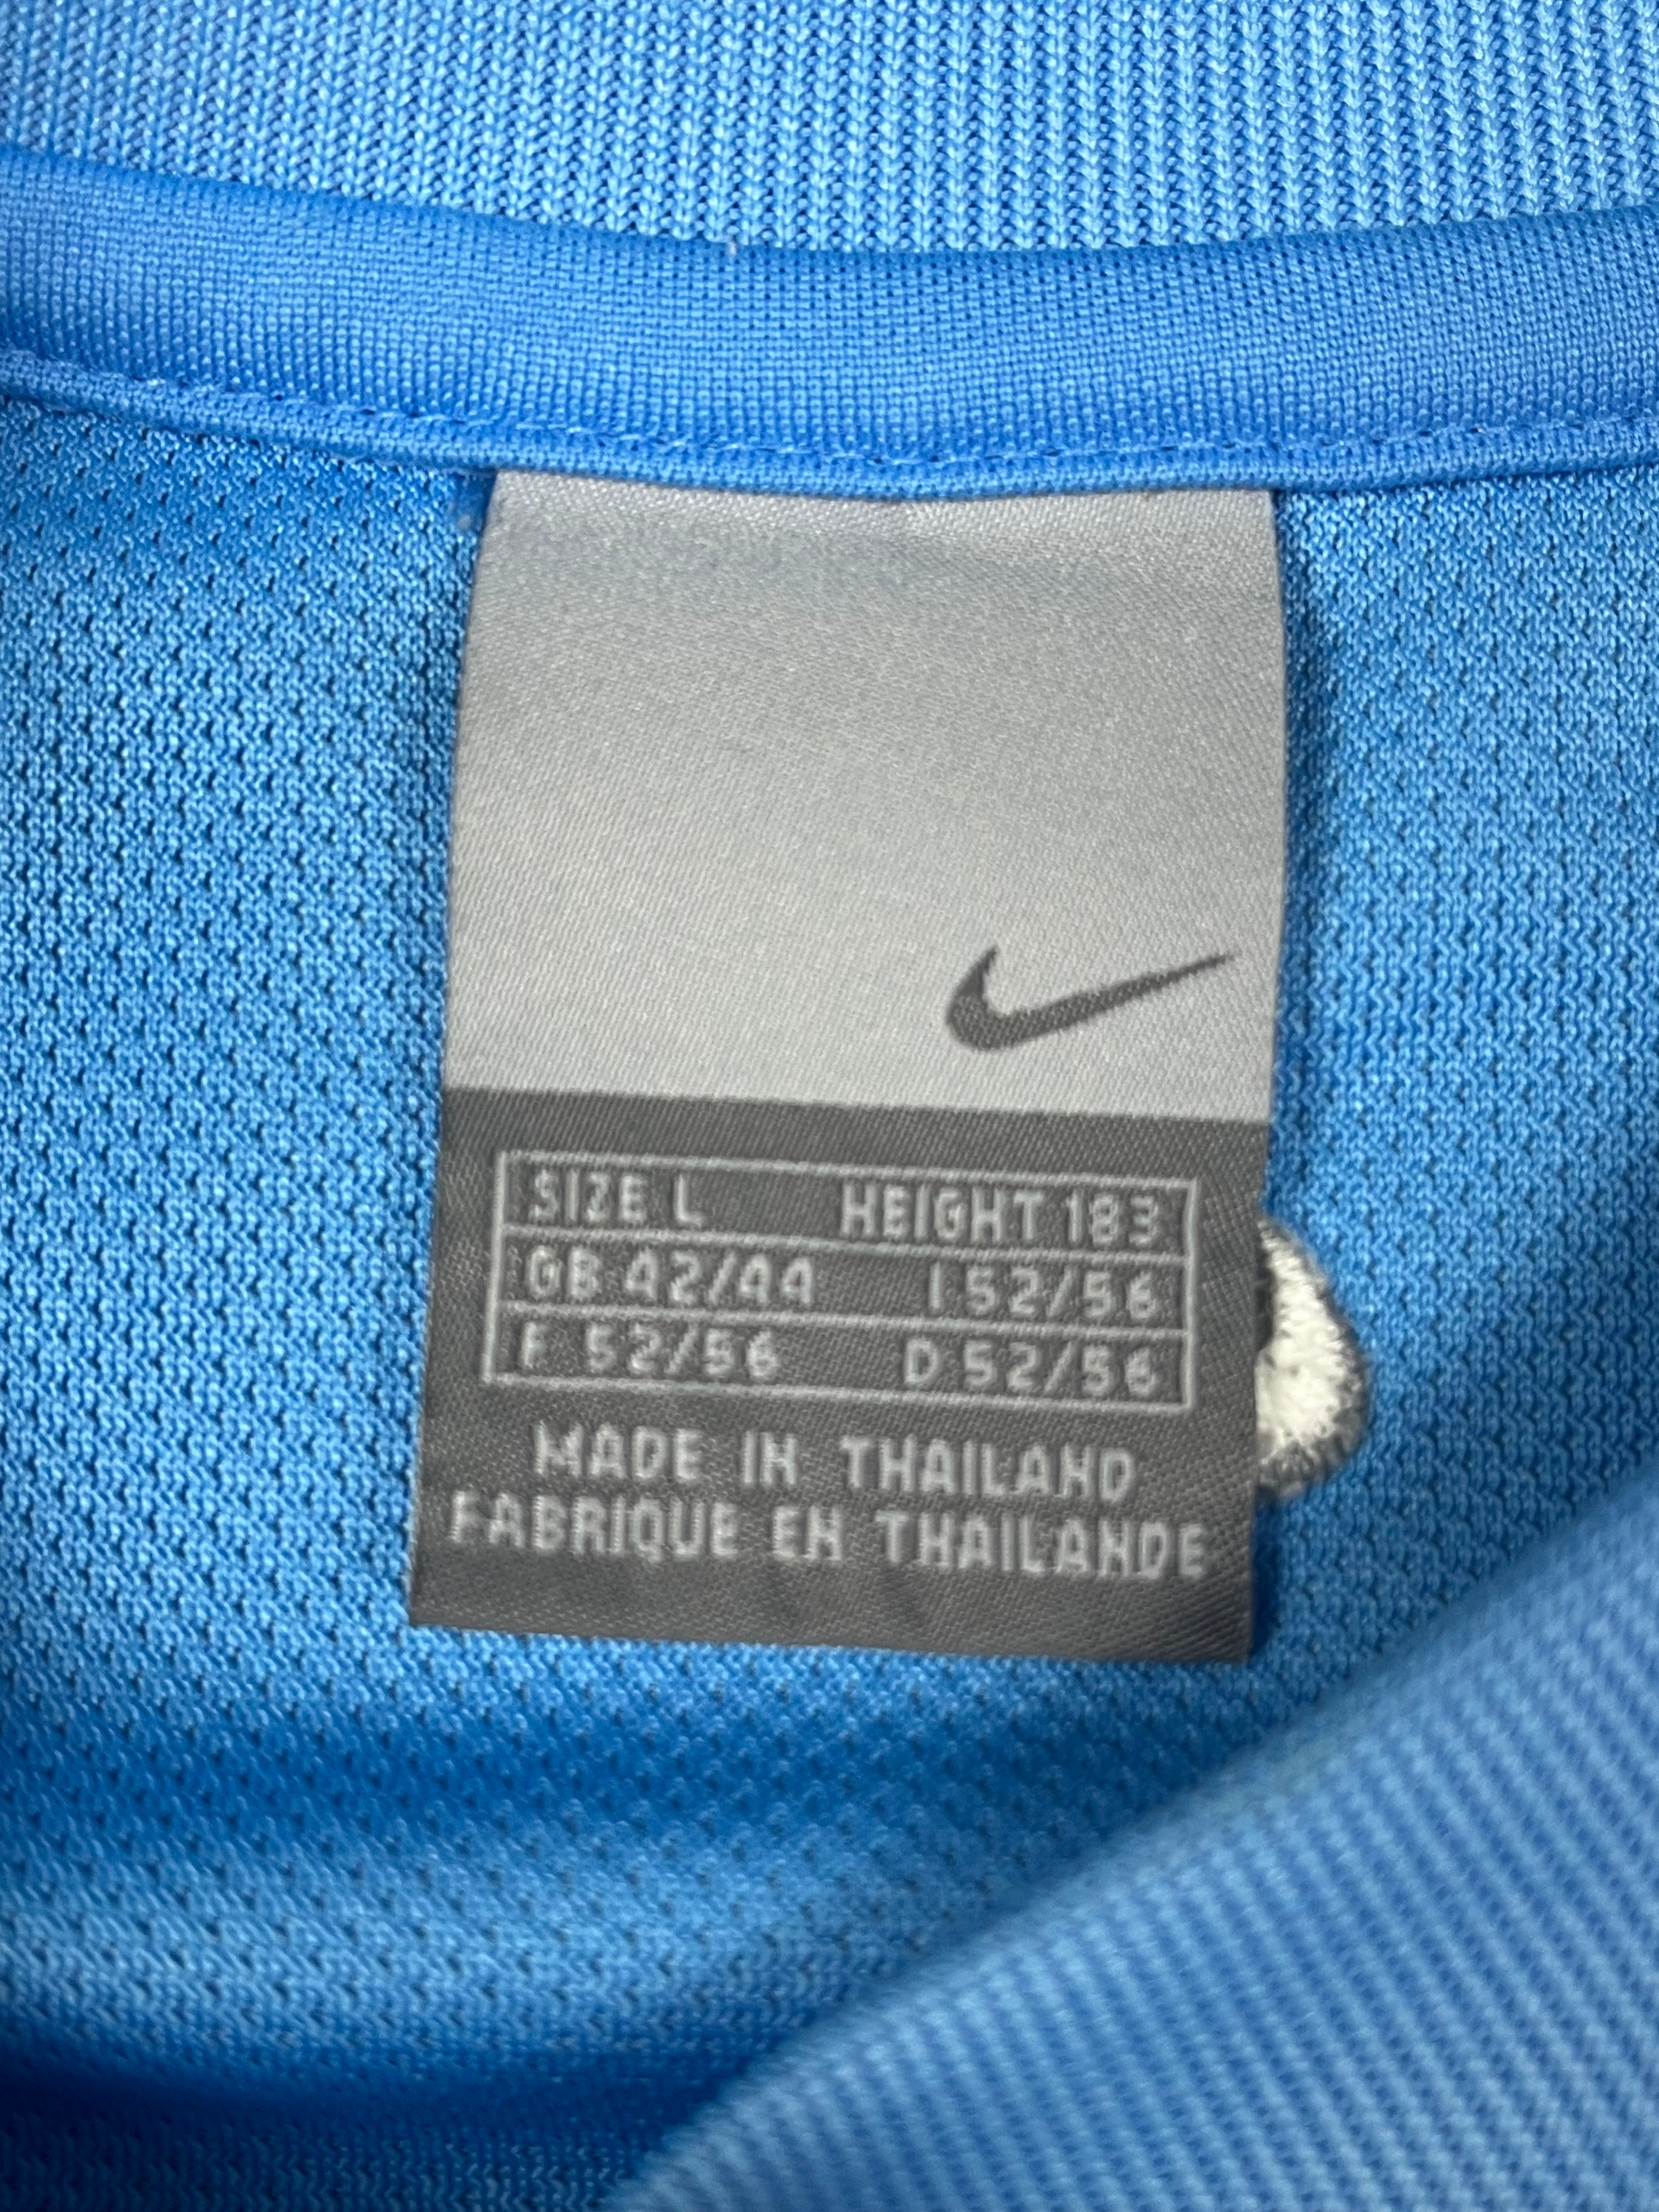 SIZE L HEIGHT 183
GB 42/44 I 52/56
F 52/56 D 52/56
MADE IN THAILAND
FABRIQUE EN THAILANDE